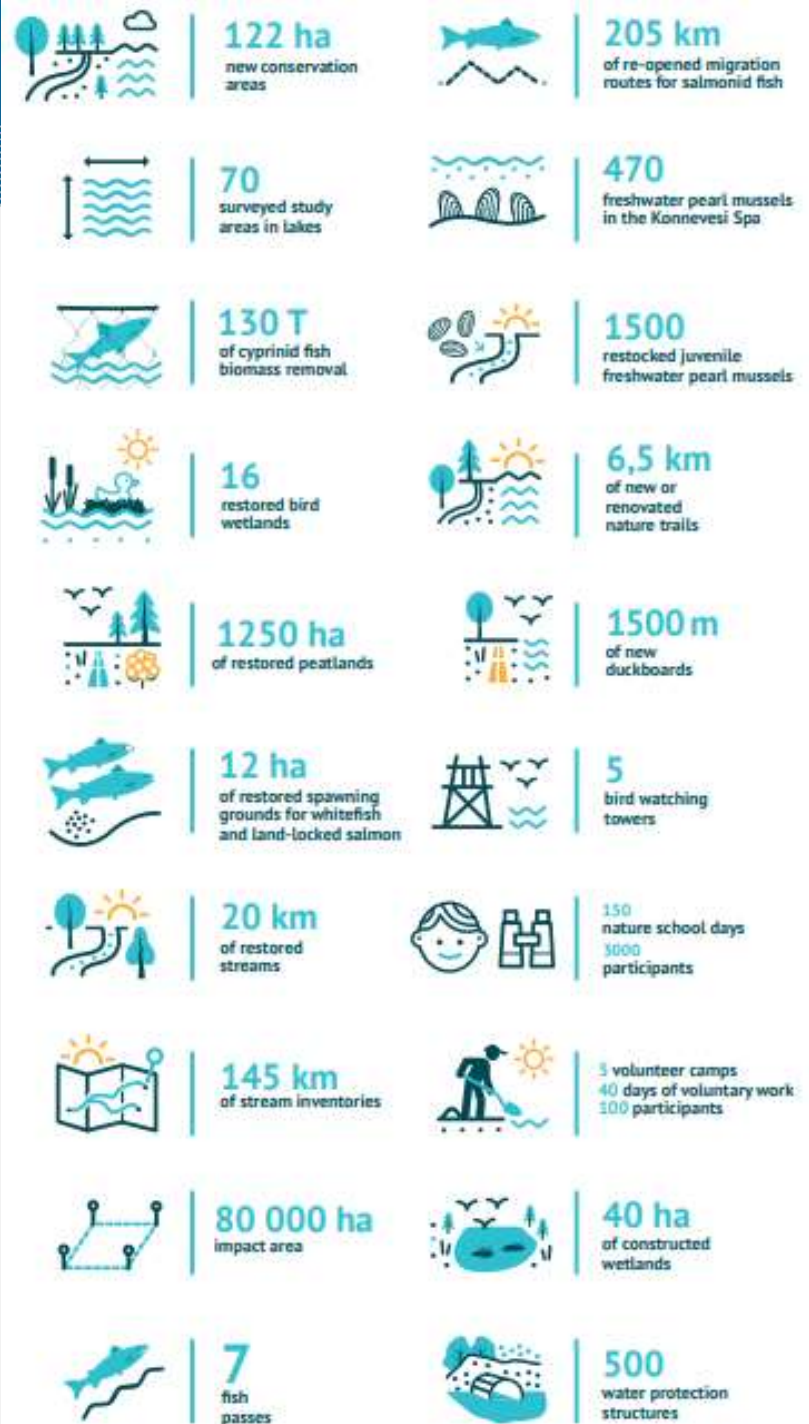 122 ha
new conservation
areas
205 km
of re-opened migration
routes for salmonid fish
70
surveyed study
areas in lakes
470
freshwater pearl mussels
in the Konnevesi Spa
130 T
of cyprinid fish
biomass removal
1500
restocked juvenile
freshwater pearl mussels
16
restored bird
wetlands
6,5 km
of new or
renovated
nature trails
1250 ha
of restored peatlands
1500 m
of new
duckboards
12 ha
of restored spawning
grounds for whitefish
and land-locked salmon
5
bird watching
towers
20 km
of restored
streams
150
nature school days
3000
participants
145 km
of stream inventories
volunteer camps
40 days of voluntary work
100 participants
80 000 ha
impact area
40 ha
of constructed
wetlands
7
fish
passes
500
water protection
structures